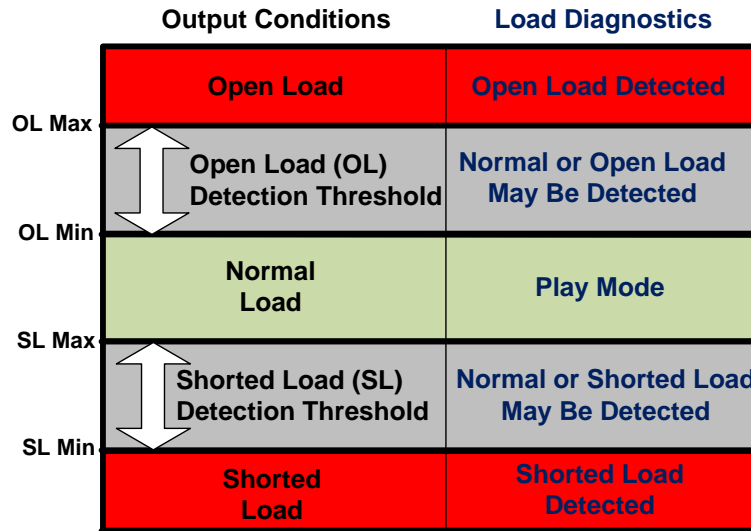 Output Conditions
Load Diagnostics
Open Load
Open Load Detected
OL Max
Open Load (OL)
Detection Threshold
Normal or Open Load
May Be Detected
OL Min
Normal
Load
Play Mode
SL Max
Shorted Load (SL)
Detection Threshold
Normal or Shorted Load
May Be Detected
SL Min
Shorted
Load
Shorted Load
Detected